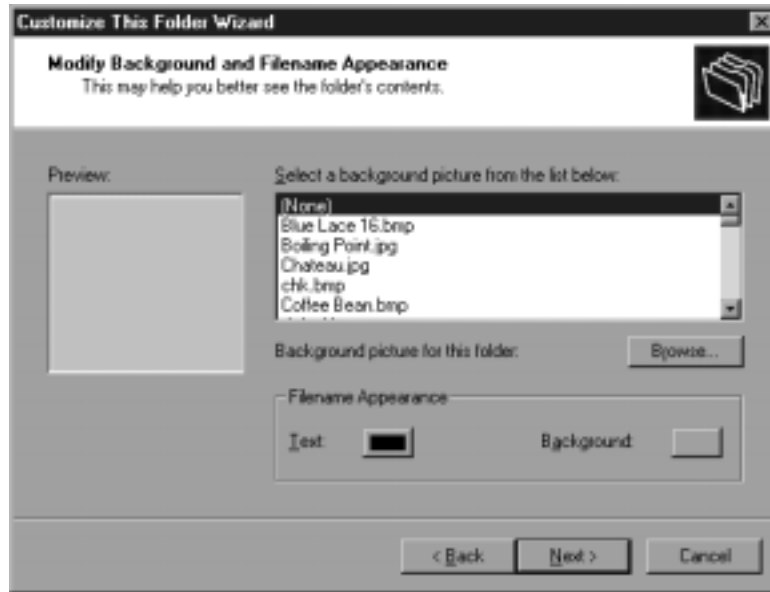 Customize This Folder Wizard
Modify Background and Filename Appearance
This may help you better see the folder's contents.
Preview:
Select a background picture from the list below:
(None)
Blue Lace 16.bmp
Boiling Point.jpg
Chateau.jpg
chk.bmp
Coffee Bean.bmp
Background picture for this folder:
Browse...
Filename Appearance
Text:
Background:
< Back
Next >
Cancel